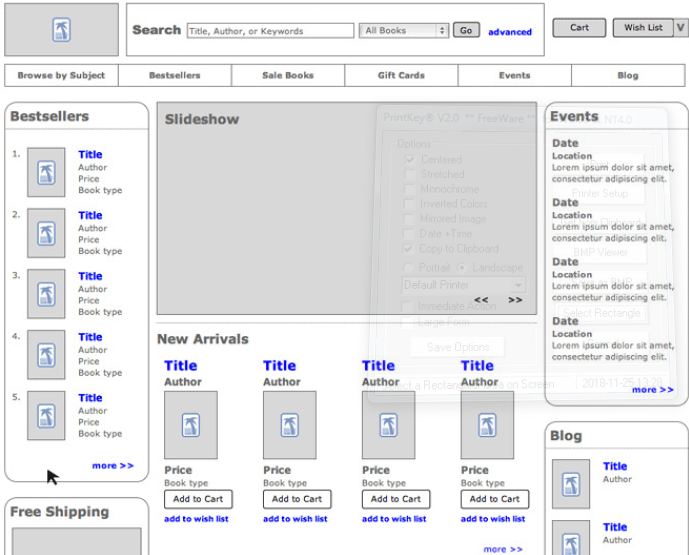 Search Title, Author, or Keywords All Books Go advanced Cart Wish List V
Browse by Subject Bestsellers Sale Books Gift Cards Events Blog
Bestsellers
1. Title
Author
Price
Book type
2. Title
Author
Price
Book type
3. Title
Author
Price
Book type
4. Title
Author
Price
Book type
5. Title
Author
Price
Book type
more >>
Free Shipping
Slideshow
<< >>
PrintKey® V2.0 ** FreeWare **
NT4.0
Options
Centered
Stretched
Monochrome
Inverted Colors
Mirrored Image
Date +Time
Copy to Clipboard
Portrait Landscape
Default Printer
Immediate Action
Large Form
Save Options
Printer Setup
BMP Viewer
Select Rectangle
on Screen
New Arrivals
Title Title Title Title
Author Author Author Author
Price Price Price Price
Book type Book type Book type Book type
Add to Cart Add to Cart Add to Cart Add to Cart
add to wish list add to wish list add to wish list add to wish list
more >>
Events
Date
Location
Lorem ipsum dolor sit amet,
consectetur adipiscing elit.
Date
Location
Lorem ipsum dolor sit amet,
consectetur adipiscing elit.
Date
Location
Lorem ipsum dolor sit amet,
consectetur adipiscing elit.
Date
Location
Lorem ipsum dolor sit amet,
consectetur adipiscing elit.
more >>
Blog
Title
Author
Title
Author